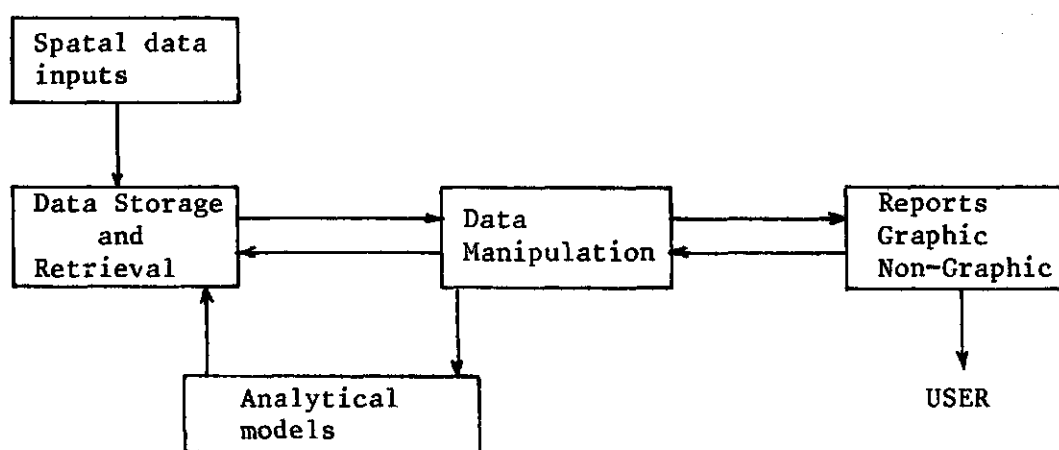 Spatal data
inputs
Data Storage
and
Retrieval
Data
Manipulation
Reports
Graphic
Non-Graphic
Analytical
models
USER